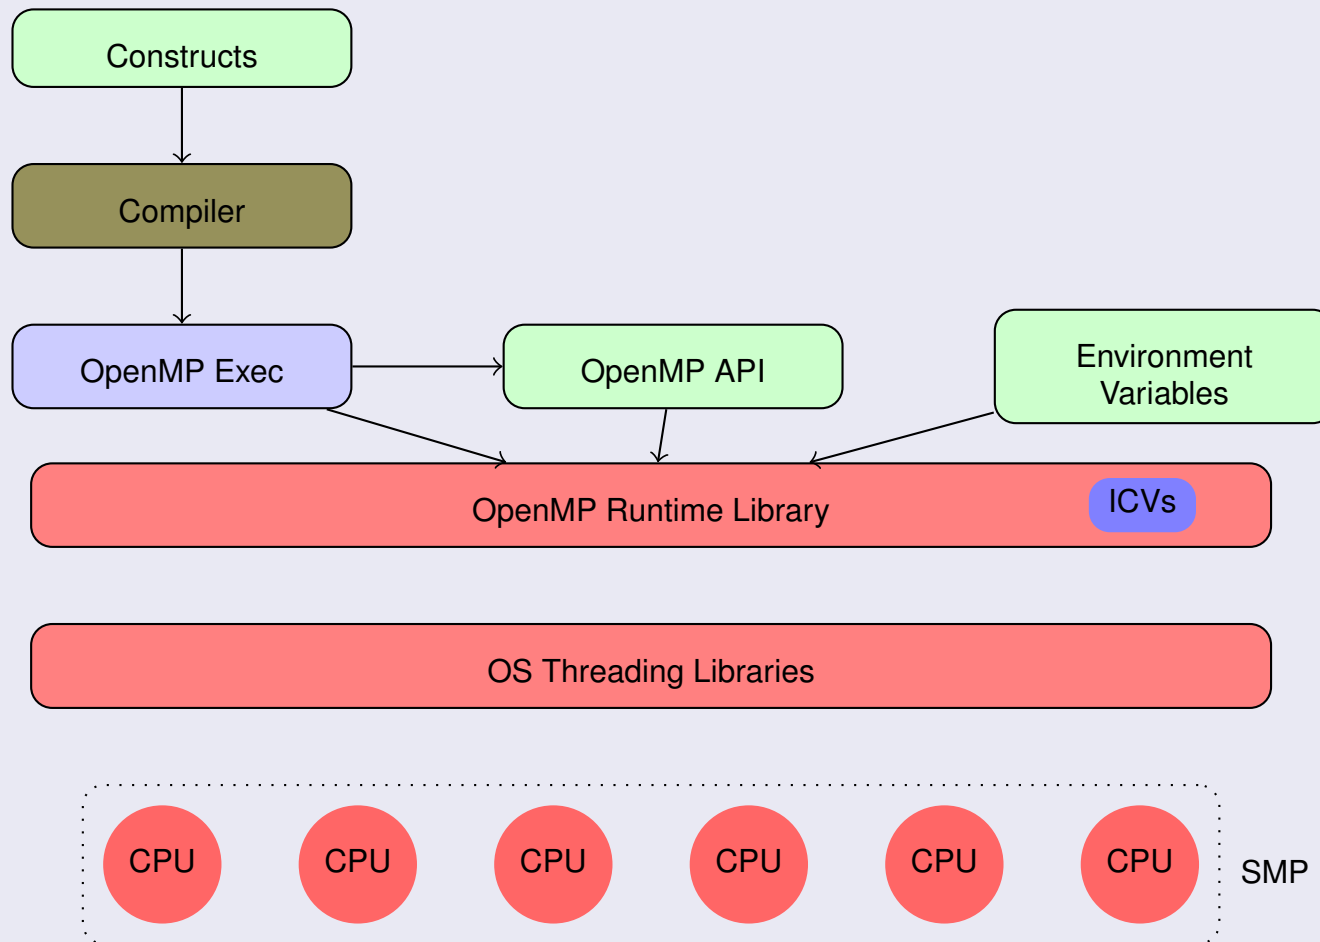 Constructs
Compiler
OpenMP Exec
OpenMP API
Environment
Variables
OpenMP Runtime Library
ICVs
OS Threading Libraries
CPU
CPU
CPU
CPU
CPU
CPU
SMP